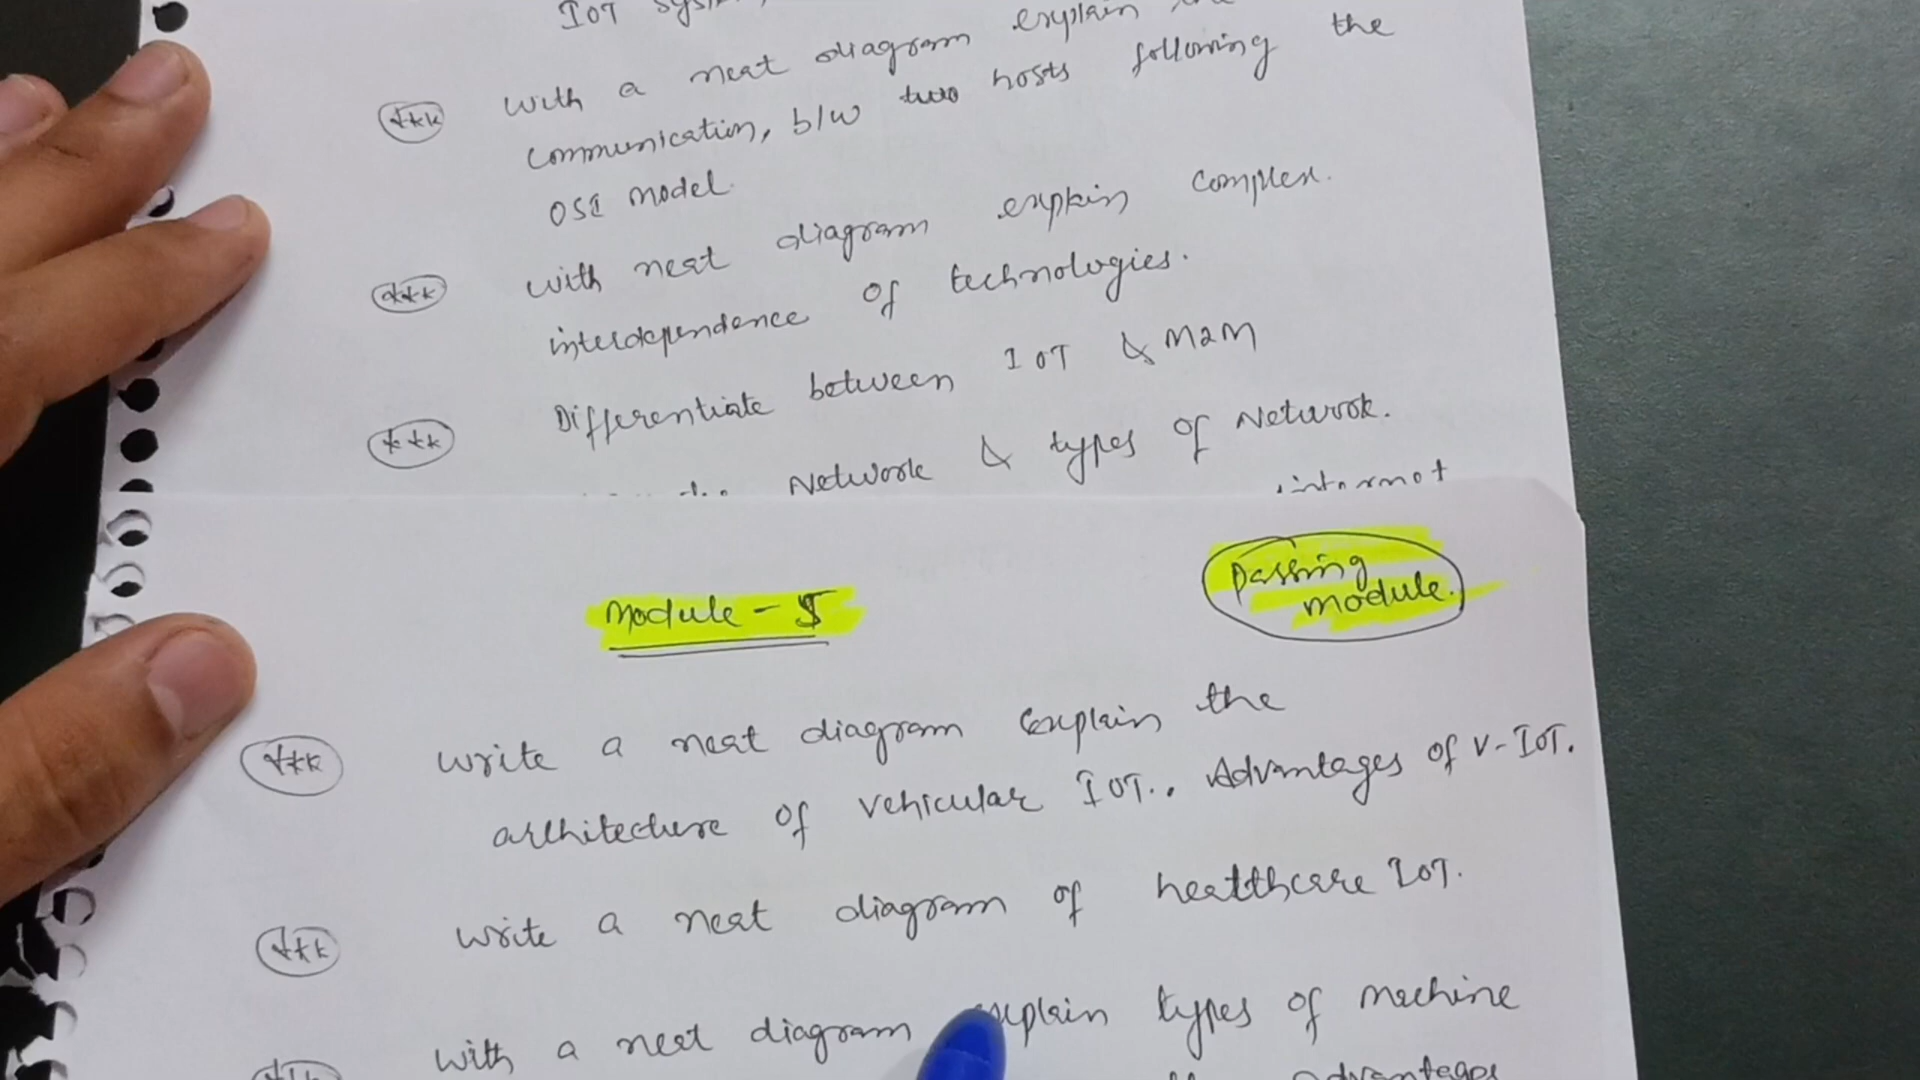 IOT
With a neat diagram explain
*** communication, b/w two hosts following the
OSI model.
*** With neat diagram explain complex.
interdependence of technologies.
*** Differentiate between IOT & M2M
Network & types of Network.
Module - 5
passing
module.
*** Write a neat diagram explain the
architecture of vehicular IOT.. Advantages of V-IOT.
*** Write a neat diagram of healthcare IOT.
With a neat diagram explain types of machine
advantages